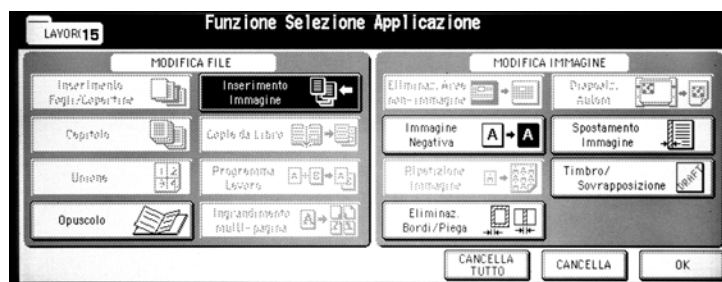 LAVORI 15
Funzione Selezione Applicazione
MODIFICA FILE
Inserimento
Fogli/Copertine
Inserimento
Immagine
Capitolo
Copie da Libro
Unione
Programma
Lavoro
Opuscolo
Ingrandimento
multi-pagina
MODIFICA IMMAGINE
Eliminaz. Aree
non-immagine
Disposiz.
Autom
Immagine
Negativa
A
A
Spostamento
Immagine
Ripetizione
Immagine
Timbro/
Sovrapposizione
DRAFT
Eliminaz.
Bordi/Piega
CANCELLA
TUTTO
CANCELLA
OK